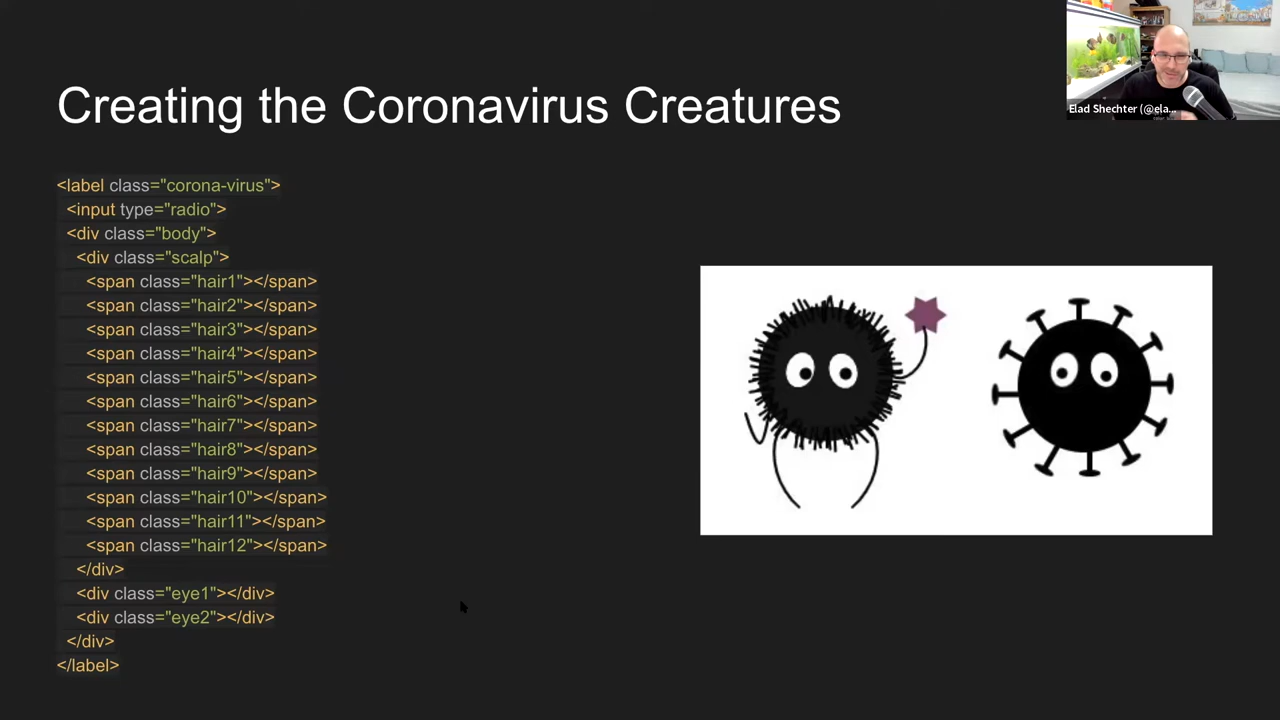 Creating the Coronavirus Creatures
Elad Shechter (@ela...
<label class="corona-virus">
<input type="radio">
<div class="body">
<div class="scalp">
<span class="hair1"></span>
<span class="hair2"></span>
<span class="hair3"></span>
<span class="hair4"></span>
<span class="hair5"></span>
<span class="hair6"></span>
<span class="hair7"></span>
<span class="hair8"></span>
<span class="hair9"></span>
<span class="hair10"></span>
<span class="hair11"></span>
<span class="hair12"></span>
</div>
<div class="eye1"></div>
<div class="eye2"></div>
</div>
</label>